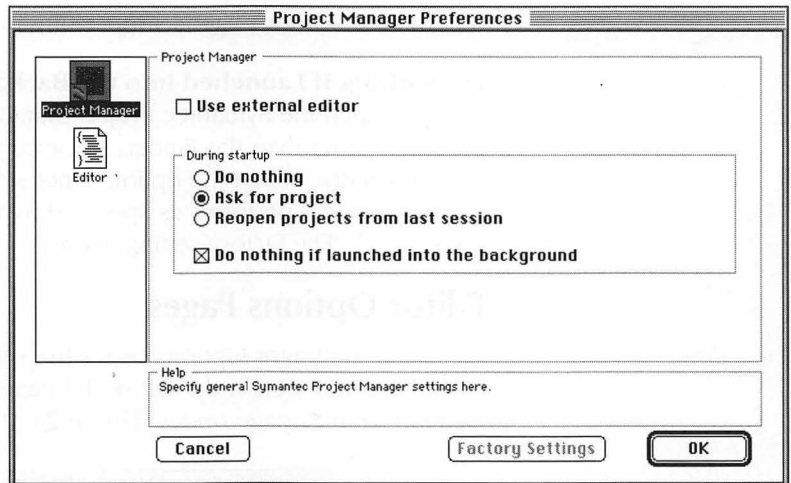 Project Manager Preferences
Project Manager
Editor
Project Manager
Use external editor
During startup
Do nothing
Ask for project
Reopen projects from last session
Do nothing if launched into the background
Help
Specify general Symantec Project Manager settings here.
Cancel
Factory Settings
OK